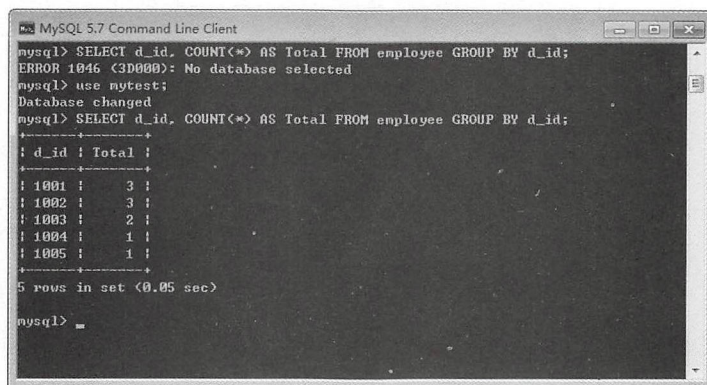 MySQL 5.7 Command Line Client
mysql> SELECT d_id, COUNT(*) AS Total FROM employee GROUP BY d_id;
ERROR 1046 (3D000): No database selected
mysql> use mytest;
Database changed
mysql> SELECT d_id, COUNT(*) AS Total FROM employee GROUP BY d_id;
+------+-------+
| d_id | Total |
+------+-------+
| 1001 |     3 |
| 1002 |     3 |
| 1003 |     2 |
| 1004 |     1 |
| 1005 |     1 |
+------+-------+
5 rows in set (0.05 sec)
mysql>